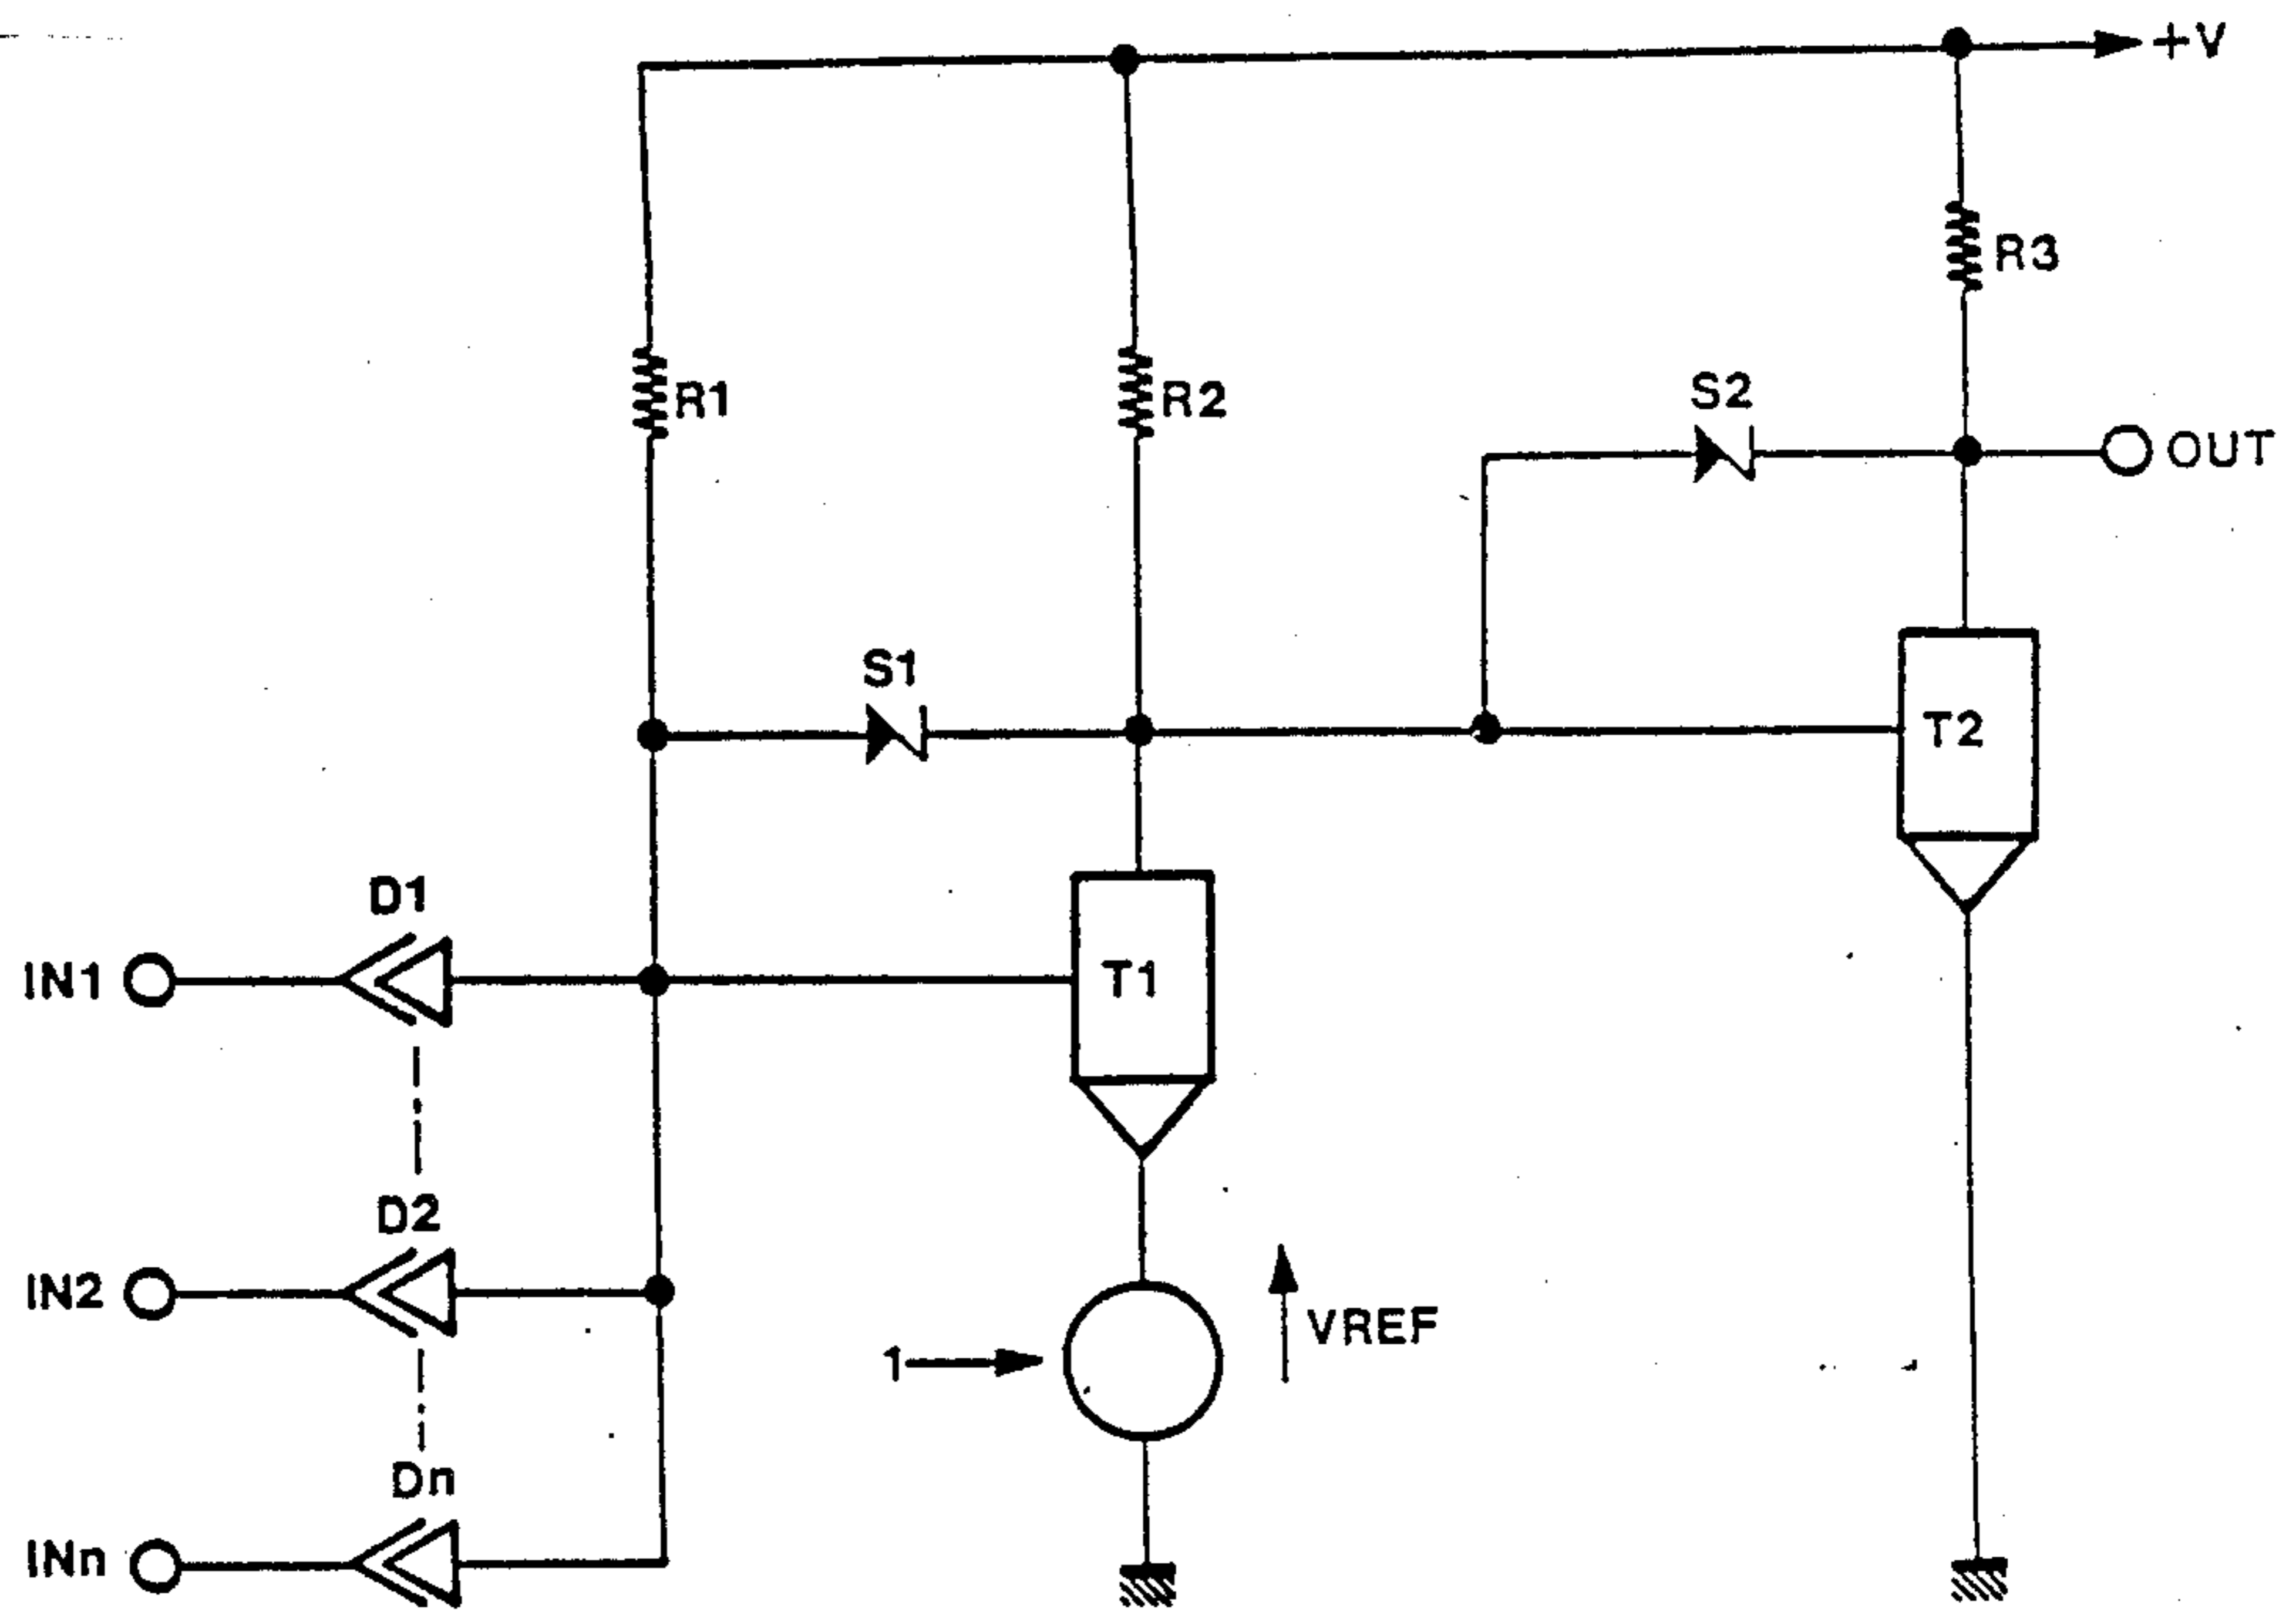 +V
R3
R1
R2
S2
OUT
S1
T2
D1
IN1
T1
D2
IN2
VREF
1
Dn
INn